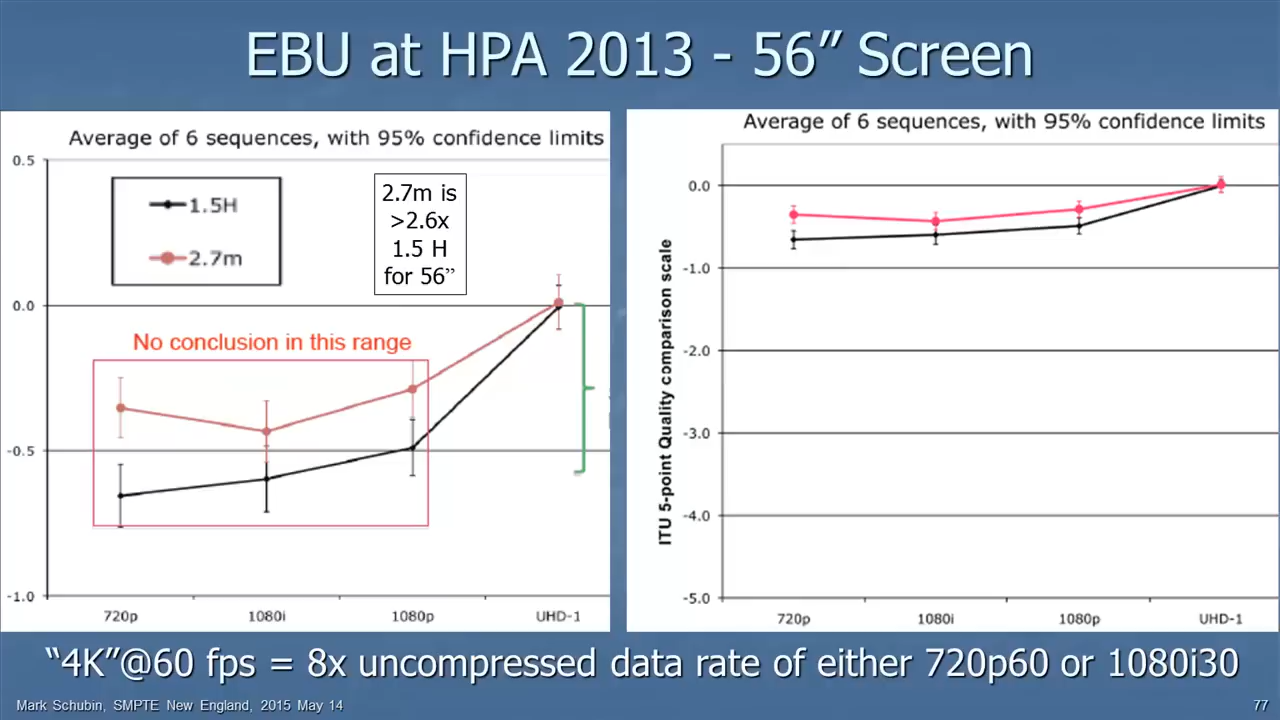 EBU at HPA 2013 - 56” Screen
Average of 6 sequences, with 95% confidence limits
0.5
1.5H
2.7m
2.7m is
>2.6x
1.5 H
for 56”
0.0
No conclusion in this range
-0.5
-1.0
720p
1080i
1080p
UHD-1
Average of 6 sequences, with 95% confidence limits
ITU 5-point Quality comparison scale
0.0
-1.0
-2.0
-3.0
-4.0
-5.0
720p
1080i
1080p
UHD-1
“4K”@60 fps = 8x uncompressed data rate of either 720p60 or 1080i30
Mark Schubin, SMPTE New England, 2015 May 14
77